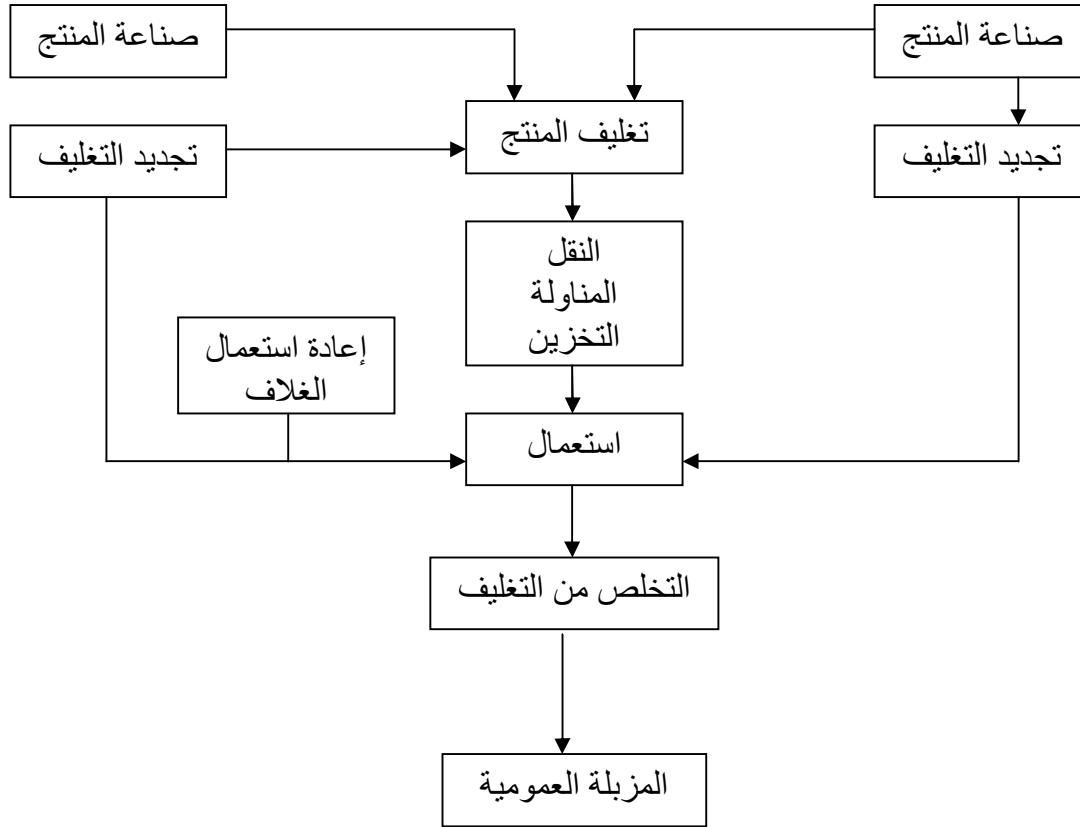 صناعة المنتج
صناعة المنتج
تغليف المنتج
تجديد التغليف
تجديد التغليف
النقل
المناولة
التخزين
إعادة استعمال
الغلاف
استعمال
التخلص من التغليف
المزبلة العمومية